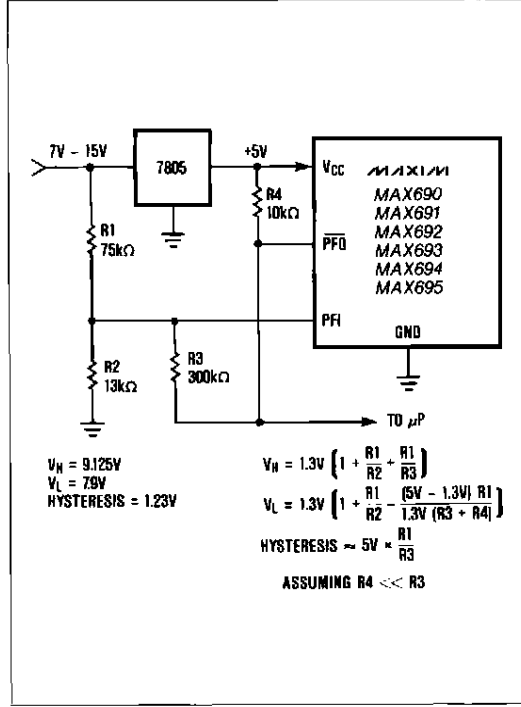 7V – 15V
7805
+5V
VCC
MAXIM
MAX690
MAX691
MAX692
MAX693
MAX694
MAX695
R4
10kΩ
PFO
R1
75kΩ
PFI
GND
R2
13kΩ
R3
300kΩ
TO µP
VH = 9.125V
VL = 7.9V
HYSTERESIS = 1.23V
VH = 1.3V (1 + R1/R2 + R1/R3)
VL = 1.3V (1 + R1/R2 – (5V – 1.3V) R1/1.3V (R3 + R4))
HYSTERESIS ≈ 5V × R1/R3
ASSUMING R4 << R3